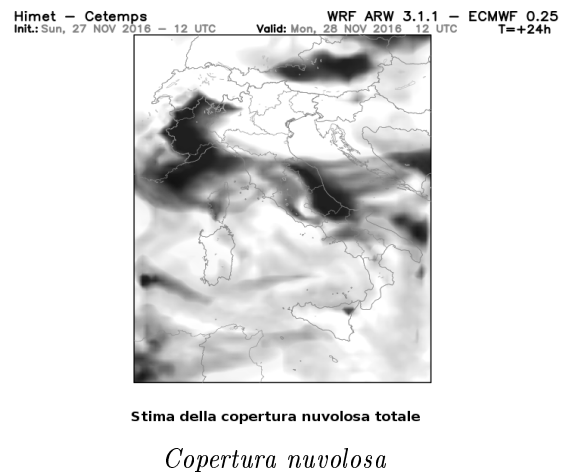 Himet – Cetemps WRF ARW 3.1.1 – ECMWF 0.25
Init.: Sun, 27 NOV 2016 – 12 UTC Valid: Mon, 28 NOV 2016 12 UTC T=+24h
Stima della copertura nuvolosa totale
Copertura nuvolosa